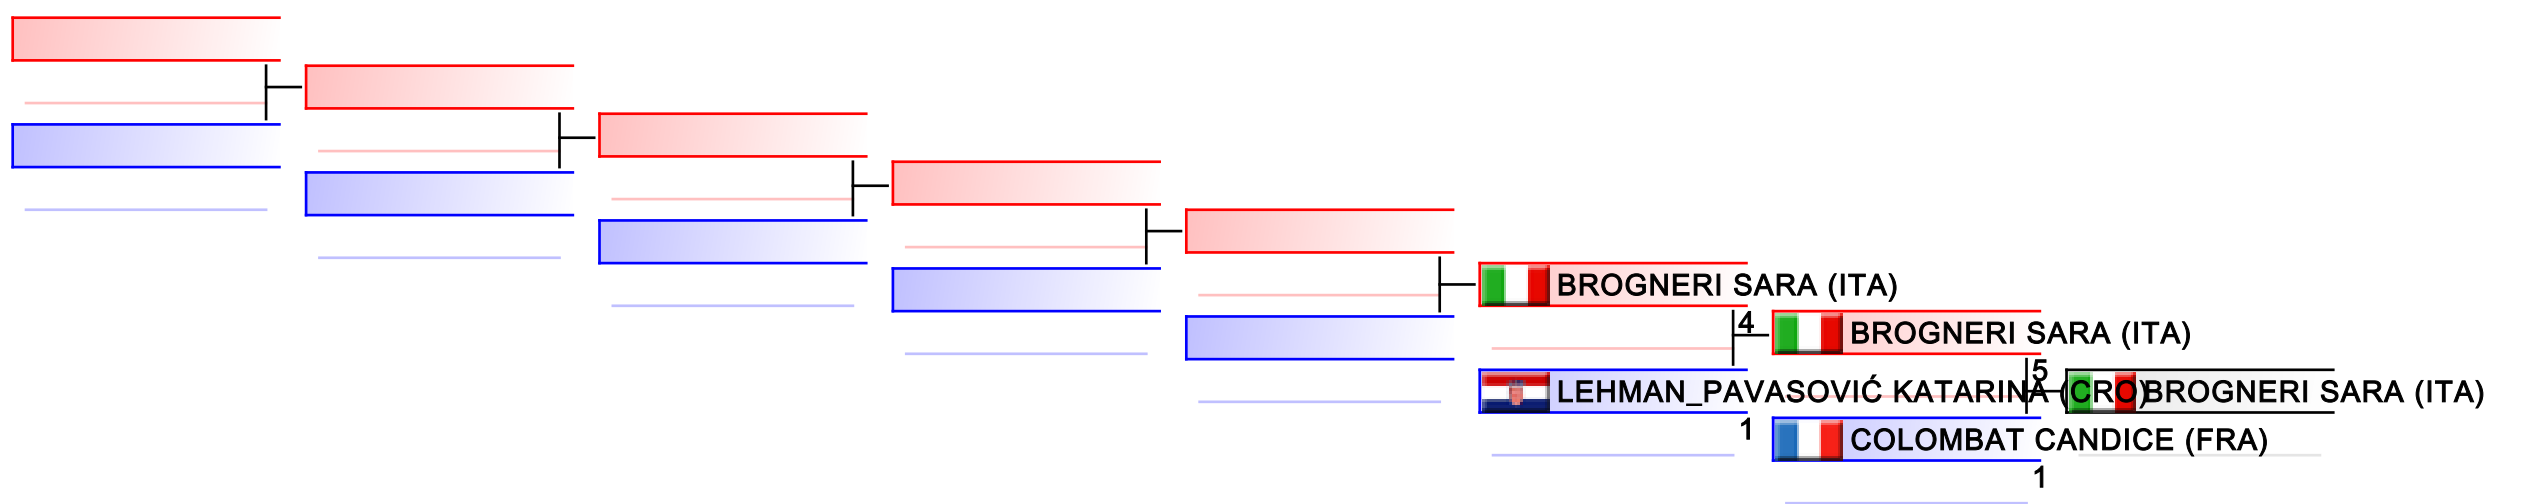 BROGNERI SARA (ITA)
4
BROGNERI SARA (ITA)
LEHMAN_PAVASOVIĆ KATARINA (CRO)
1
5
BROGNERI SARA (ITA)
COLOMBAT CANDICE (FRA)
1